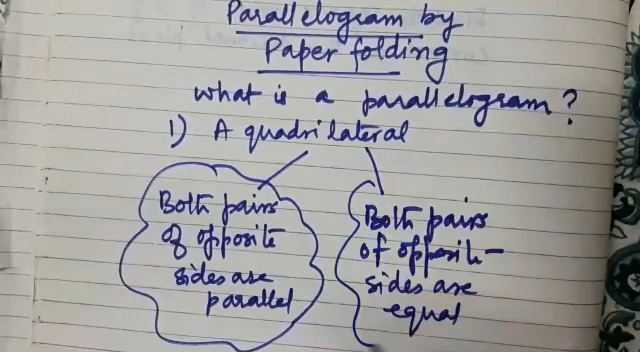 Parallelogram by
Paper folding
What is a parallelogram?
1) A quadrilateral
Both pairs
of opposite
sides are
parallel
Both pairs
of opposite
sides are
equal